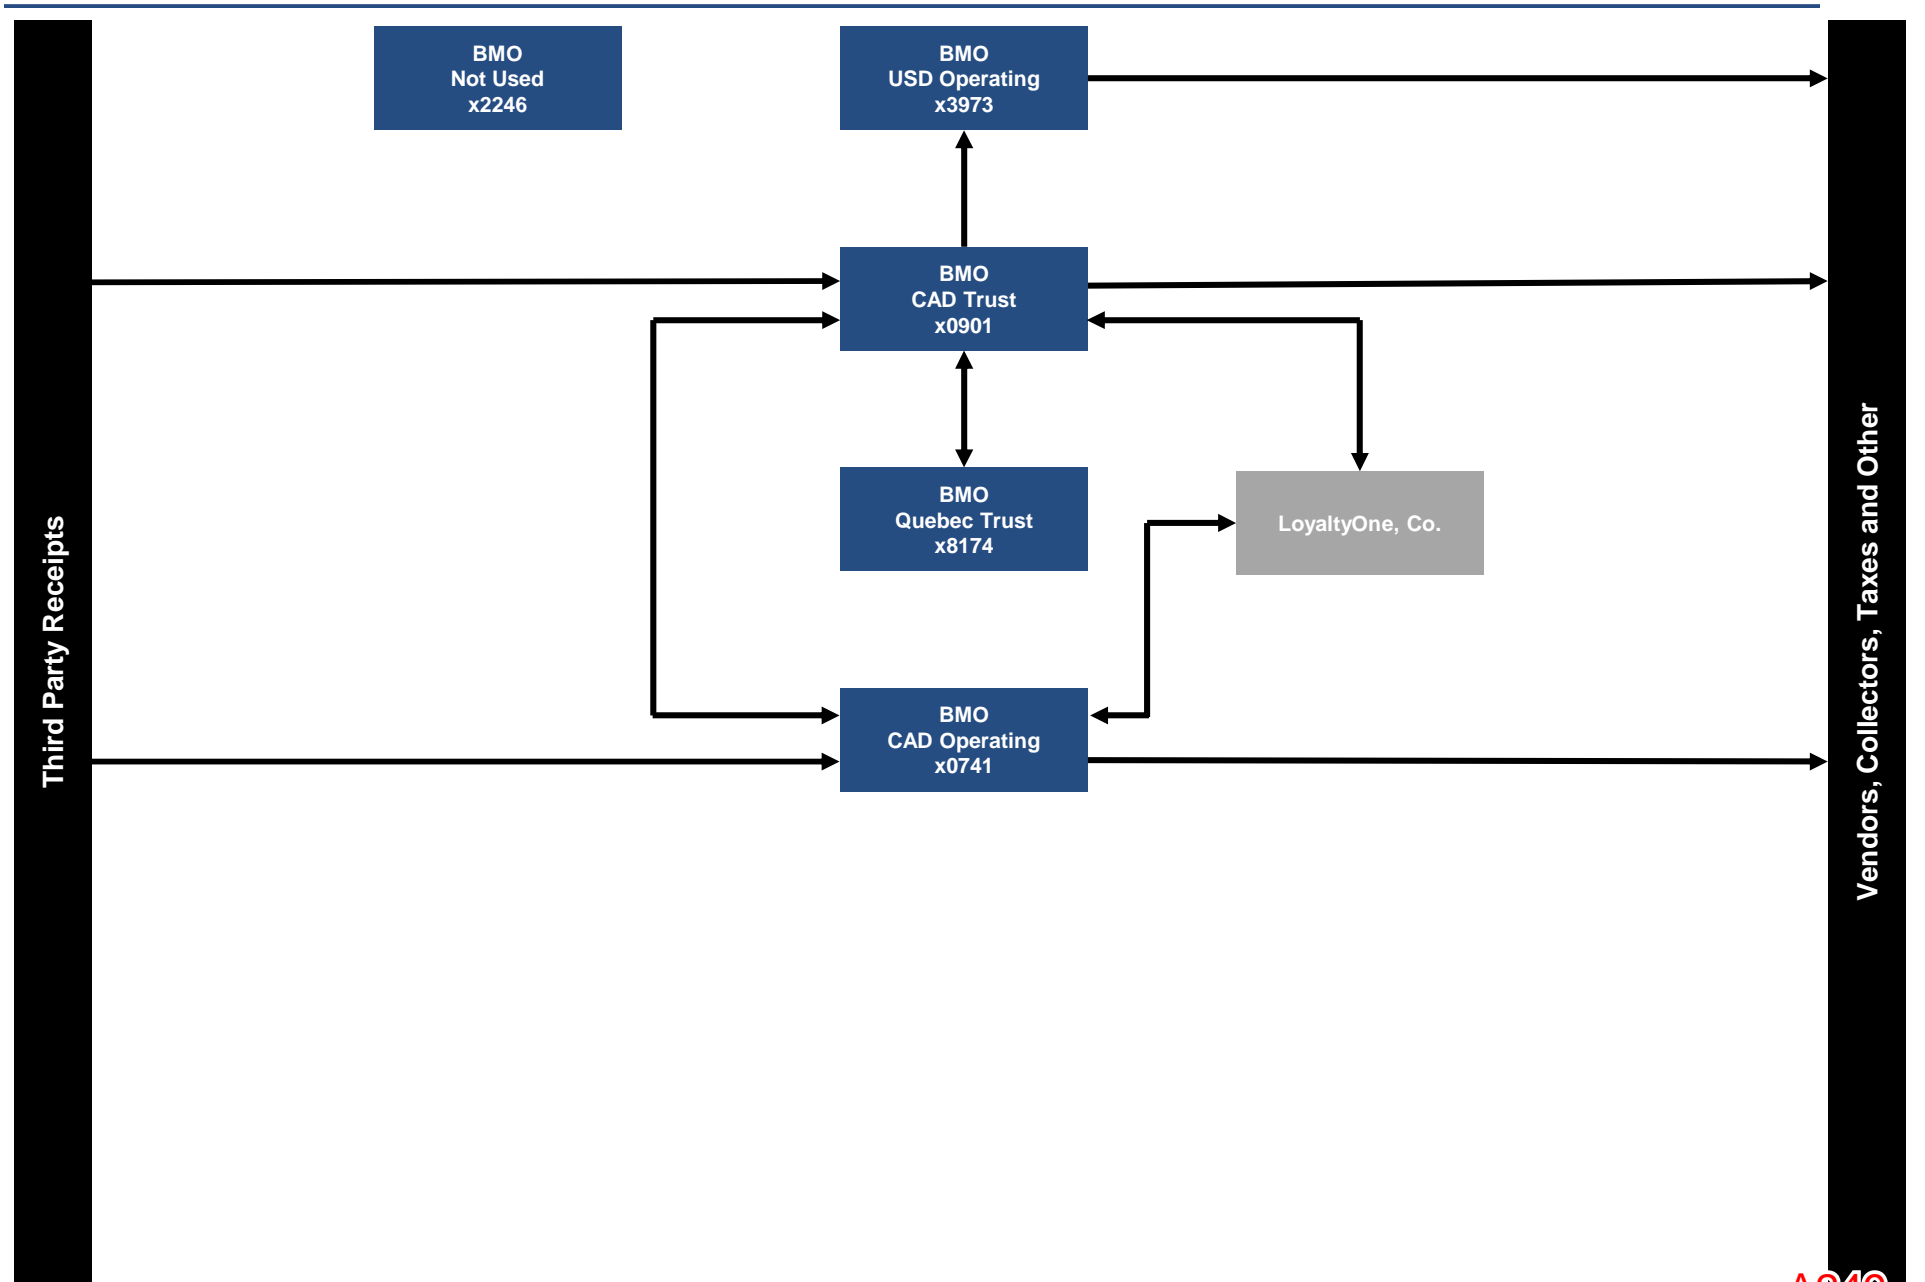 BMO
Not Used
x2246
BMO
USD Operating
x3973
BMO
CAD Trust
x0901
BMO
Quebec Trust
x8174
LoyaltyOne, Co.
BMO
CAD Operating
x0741
Third Party Receipts
Vendors, Collectors, Taxes and Other